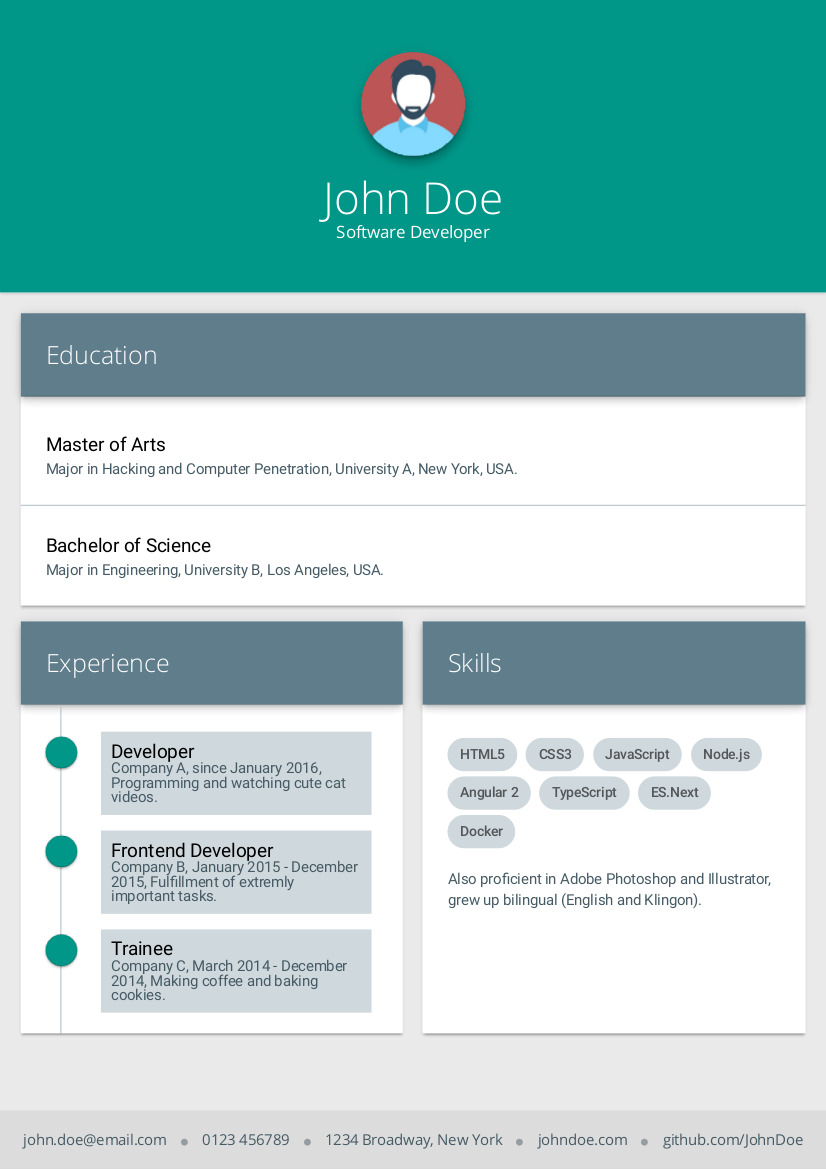 John Doe
Software Developer
Education
Master of Arts
Major in Hacking and Computer Penetration, University A, New York, USA.
Bachelor of Science
Major in Engineering, University B, Los Angeles, USA.
Experience
Developer
Company A, since January 2016,
Programming and watching cute cat
videos.
Frontend Developer
Company B, January 2015 - December
2015, Fulfillment of extremly
important tasks.
Trainee
Company C, March 2014 - December
2014, Making coffee and baking
cookies.
Skills
HTML5 CSS3 JavaScript Node.js
Angular 2 TypeScript ES.Next
Docker
Also proficient in Adobe Photoshop and Illustrator,
grew up bilingual (English and Klingon).
john.doe@email.com ● 0123 456789 ● 1234 Broadway, New York ● johndoe.com ● github.com/JohnDoe